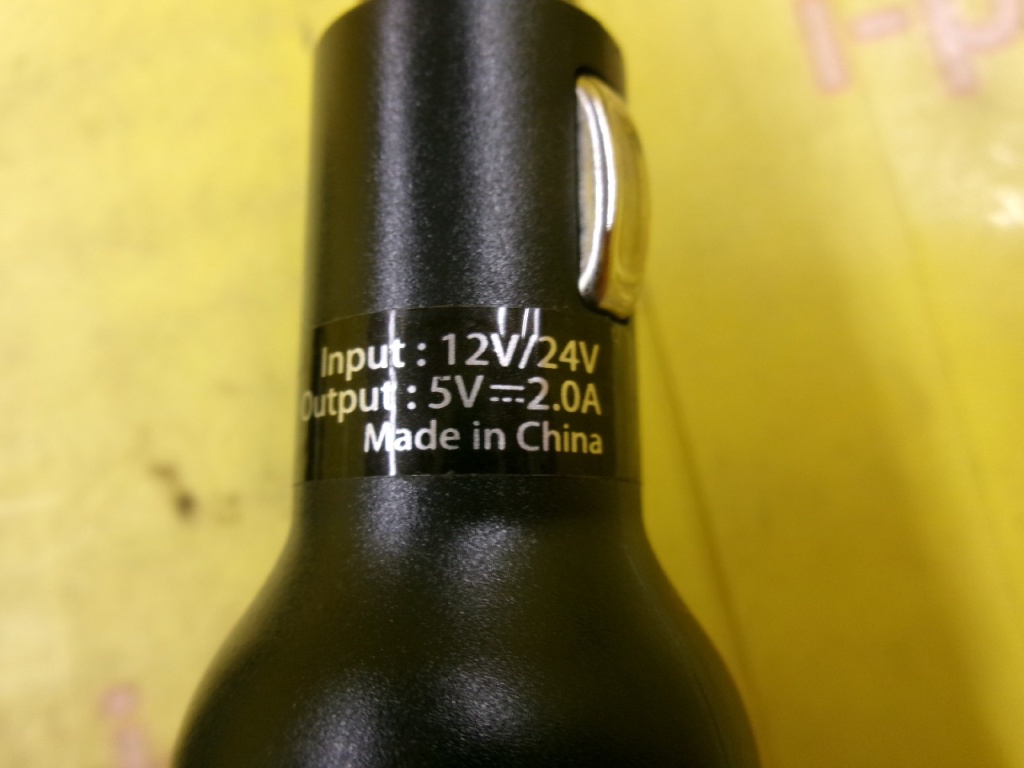 Input : 12V/24V
Output : 5V⎓2.0A
Made in China